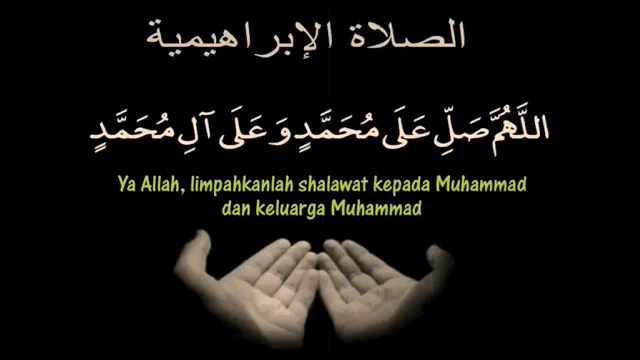 الصلاة الإبراهيمية
اللَّهُمَّ صَلِّ عَلَى مُحَمَّدٍ وَ عَلَى آلِ مُحَمَّدٍ
Ya Allah, limpahkanlah shalawat kepada Muhammad
dan keluarga Muhammad